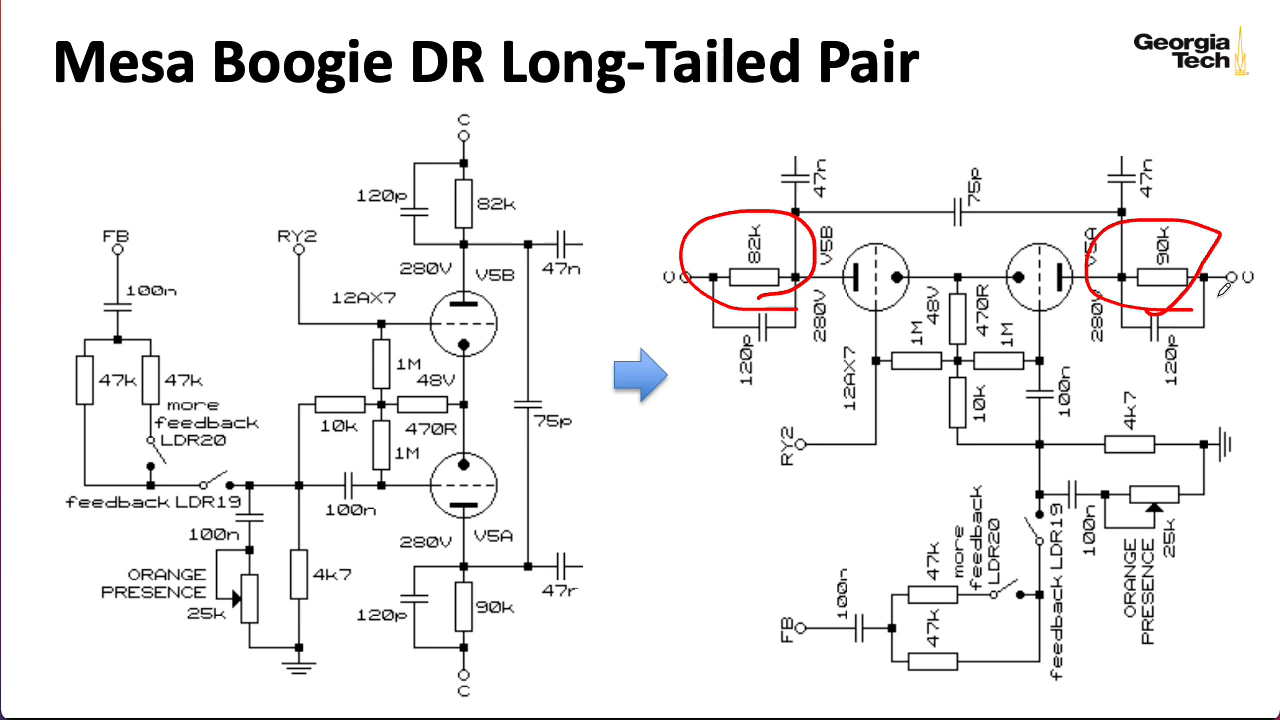 Mesa Boogie DR Long-Tailed Pair
Georgia
Tech
C
120p
82k
FB
RY2
280V
V5B
47n
100n
12AX7
47k
47k
1M
48V
more
feedback
LDR20
10k
470R
75p
1M
feedback LDR19
100n
100n
280V
V5A
ORANGE
PRESENCE
25k
4k7
47r
120p
90k
C
47n
75p
47n
82k
V5B
V5A
90k
C
C
280V
48V
470R
280V
120p
1M
1M
120p
12AX7
10k
100n
4k7
RY2
more
feedback
LDR20
feedback LDR19
100n
25k
ORANGE
PRESENCE
47k
100n
FB
47k